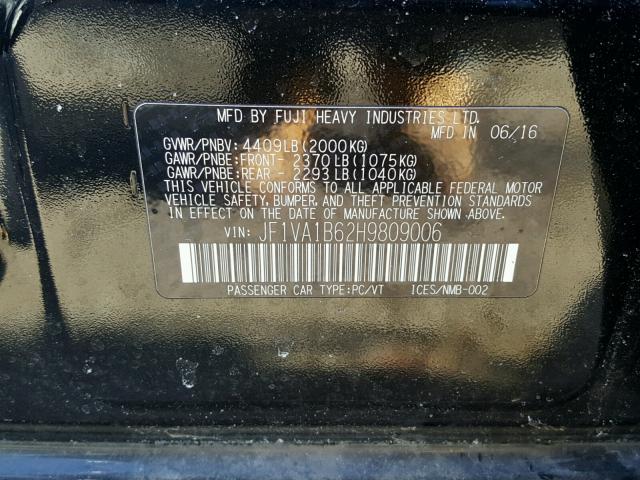 MFD BY FUJI HEAVY INDUSTRIES LTD.
MFD IN 06/16
GVWR/PNBV: 4409LB (2000KG)
GAWR/PNBE:FRONT- 2370 LB (1075KG)
GAWR/PNBE:REAR - 2293 LB (1040KG)
THIS VEHICLE CONFORMS TO ALL APPLICABLE FEDERAL MOTOR
VEHICLE SAFETY, BUMPER, AND THEFT PREVENTION STANDARDS
IN EFFECT ON THE DATE OF MANUFACTURE SHOWN ABOVE.
VIN: JF1VA1B62H9809006
PASSENGER CAR TYPE:PC/VT ICES/NMB-002